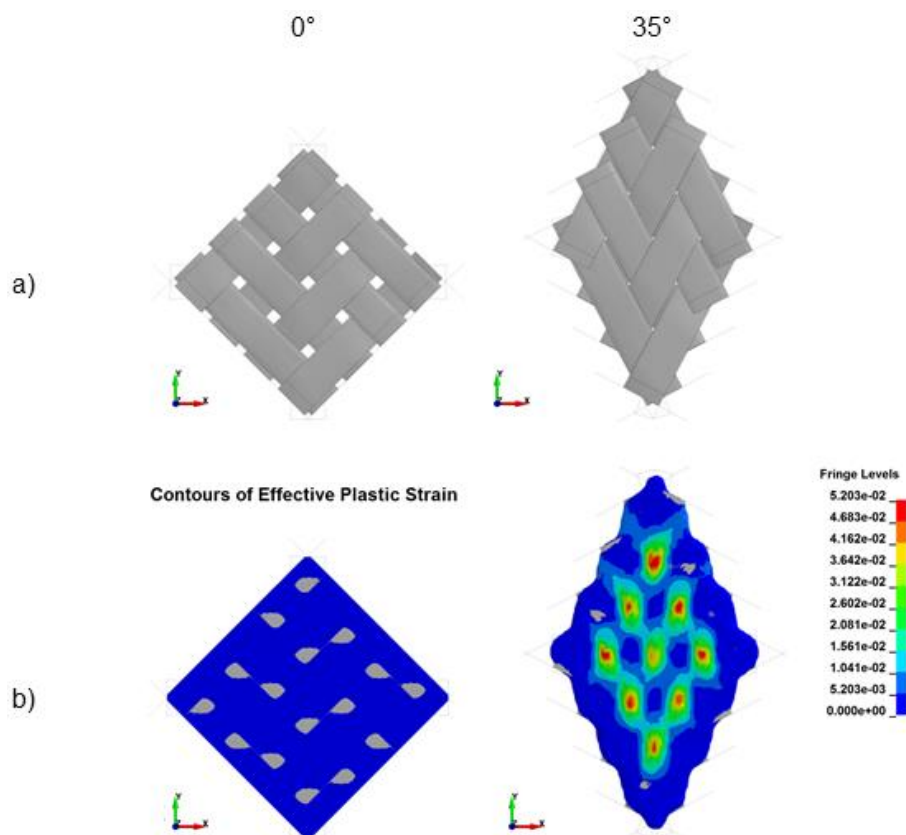 0°
35°
a)
Y
X
Z
Y
X
Z
Contours of Effective Plastic Strain
Fringe Levels
5.203e-02
4.683e-02
4.162e-02
3.642e-02
3.122e-02
2.602e-02
2.081e-02
1.561e-02
1.041e-02
5.203e-03
0.000e+00
b)
Y
X
Z
Y
X
Z